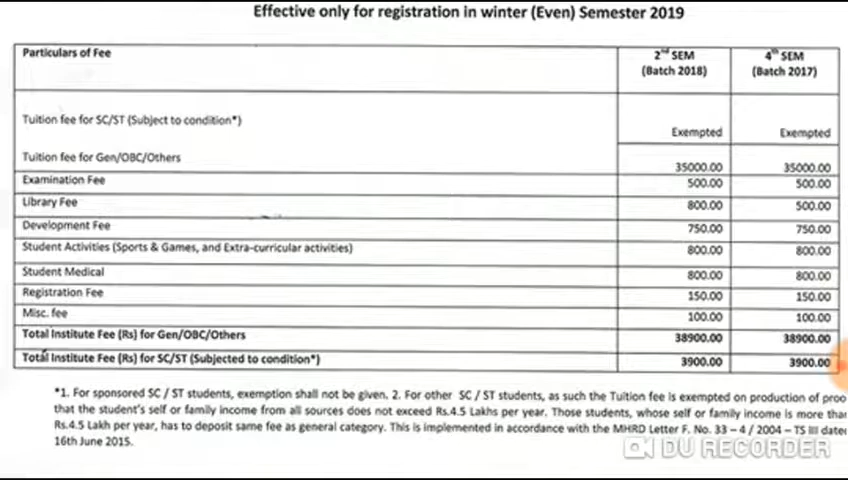 Effective only for registration in winter (Even) Semester 2019
Particulars of Fee 2nd SEM (Batch 2018) 4th SEM (Batch 2017)
Tuition fee for SC/ST (Subject to condition*) Exempted Exempted
Tuition fee for Gen/OBC/Others 35000.00 35000.00
Examination Fee 500.00 500.00
Library Fee 800.00 500.00
Development Fee 750.00 750.00
Student Activities (Sports & Games, and Extra-curricular activities) 800.00 800.00
Student Medical 800.00 800.00
Registration Fee 150.00 150.00
Misc. fee 100.00 100.00
Total Institute Fee (Rs) for Gen/OBC/Others 38900.00 38900.00
Total Institute Fee (Rs) for SC/ST (Subjected to condition*) 3900.00 3900.00
*1. For sponsored SC / ST students, exemption shall not be given. 2. For other SC / ST students, as such the Tuition fee is exempted on production of proo
that the student's self or family income from all sources does not exceed Rs.4.5 Lakhs per year. Those students, whose self or family income is more than
Rs.4.5 Lakh per year, has to deposit same fee as general category. This is implemented in accordance with the MHRD Letter F. No. 33 – 4 / 2004 – TS III dated
16th June 2015.
DU RECORDER